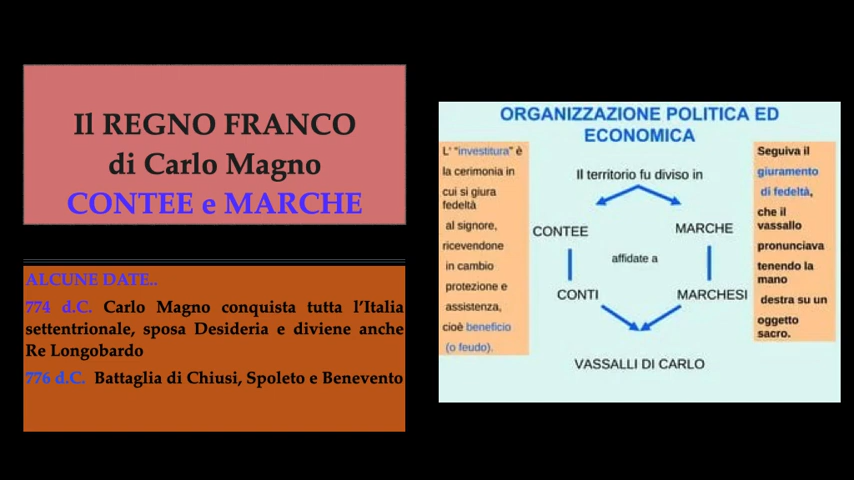 Il REGNO FRANCO
di Carlo Magno
CONTEE e MARCHE
ALCUNE DATE..
774 d.C. Carlo Magno conquista tutta l'Italia
settentrionale, sposa Desideria e diviene anche
Re Longobardo
776 d.C. Battaglia di Chiusi, Spoleto e Benevento
ORGANIZZAZIONE POLITICA ED
ECONOMICA
L' "investitura" è
la cerimonia in
cui si giura
fedeltà
al signore,
ricevendone
in cambio
protezione e
assistenza,
cioè beneficio
(o feudo).
Il territorio fu diviso in
CONTEE
MARCHE
affidate a
CONTI
MARCHESI
VASSALLI DI CARLO
Seguiva il
giuramento
di fedeltà,
che il
vassallo
pronunciava
tenendo la
mano
destra su un
oggetto
sacro.